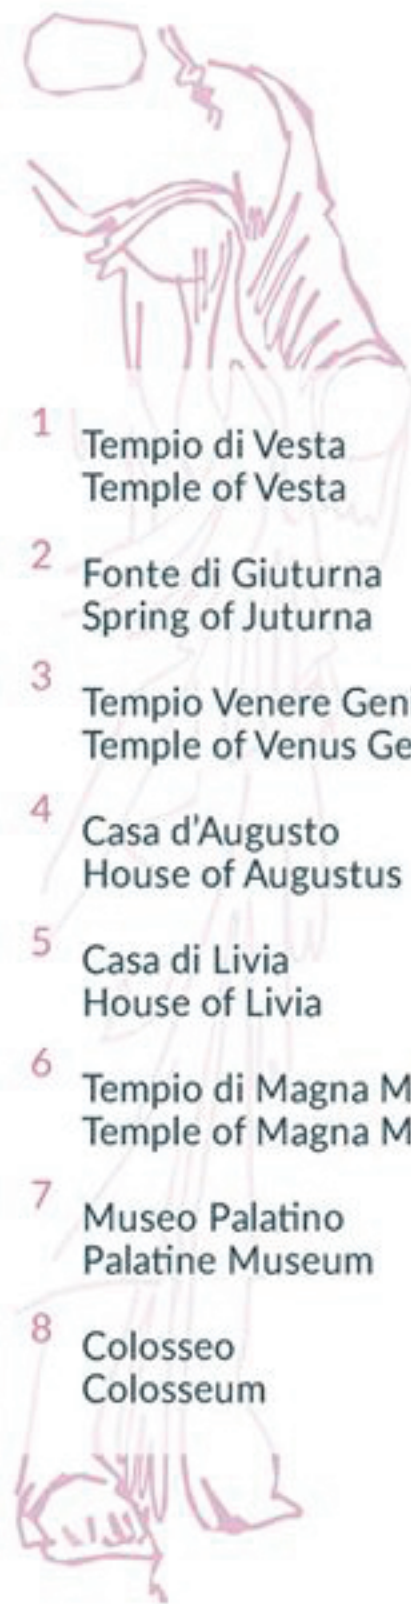 1
Tempio di Vesta
Temple of Vesta
2
Fonte di Giuturna
Spring of Juturna
3
Tempio Venere Gen
Temple of Venus Ge
4
Casa d'Augusto
House of Augustus
5
Casa di Livia
House of Livia
6
Tempio di Magna M
Temple of Magna M
7
Museo Palatino
Palatine Museum
8
Colosseo
Colosseum